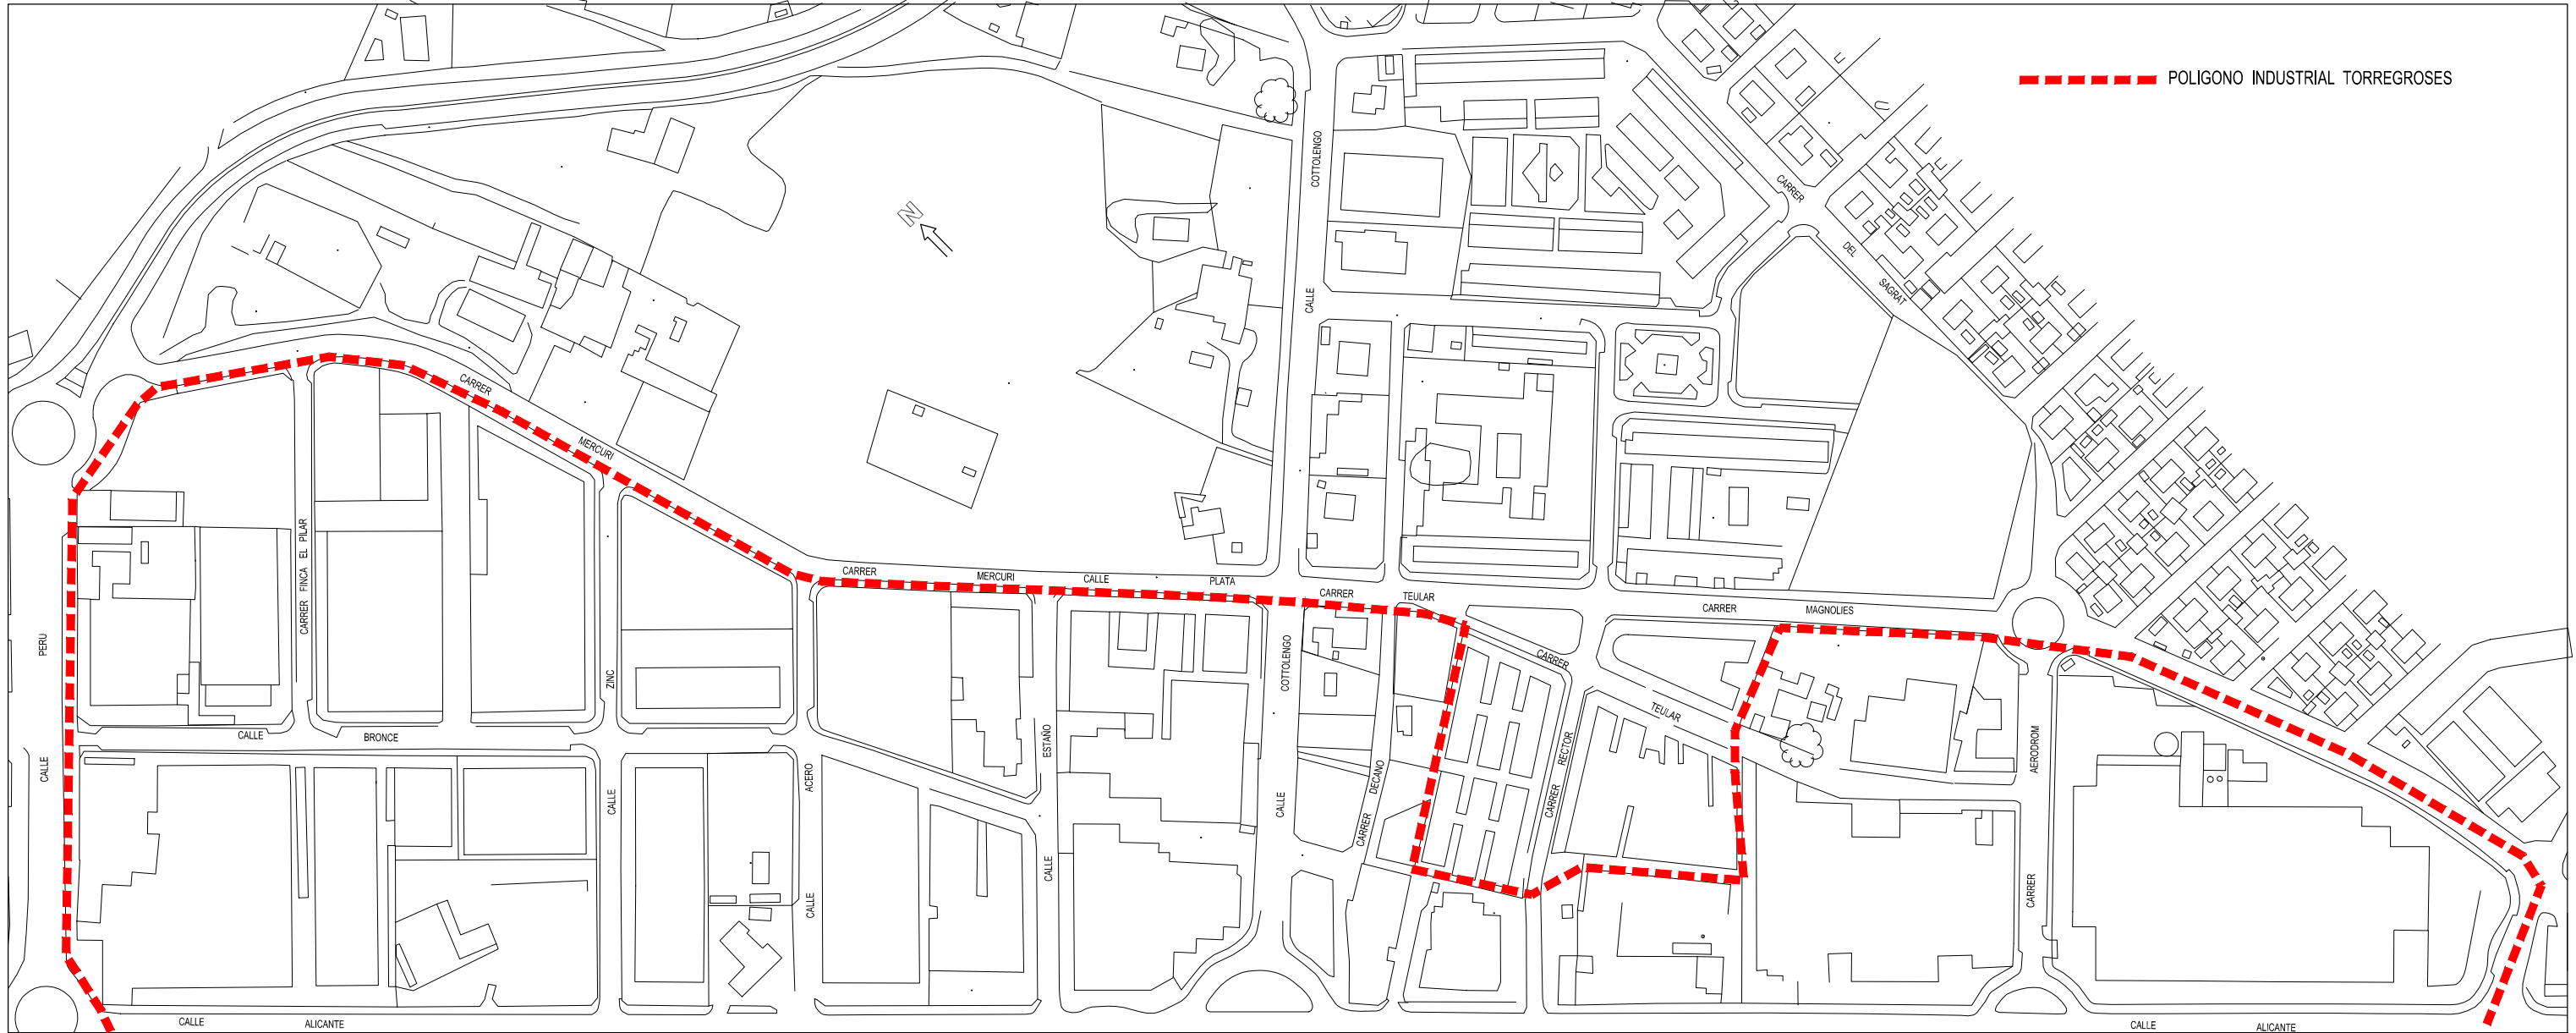 POLIGONO INDUSTRIAL TORREGROSES
N
COTTOLENGO
CALLE
CARRER
DEL
SAGRAT
CARRER
MERCURI
CARRER FINCA EL PILAR
CARRER
MERCURI
CALLE
PLATA
CARRER
TEULAR
CARRER
MAGNOLIES
PERU
CALLE
ZINC
CALLE
CALLE
BRONCE
ACERO
CALLE
ESTAÑO
CALLE
COTTOLENGO
CALLE
DECANO
CARRER
CARRER
TEULAR
RECTOR
CARRER
AERODROM
CARRER
CALLE
ALICANTE
CALLE
ALICANTE